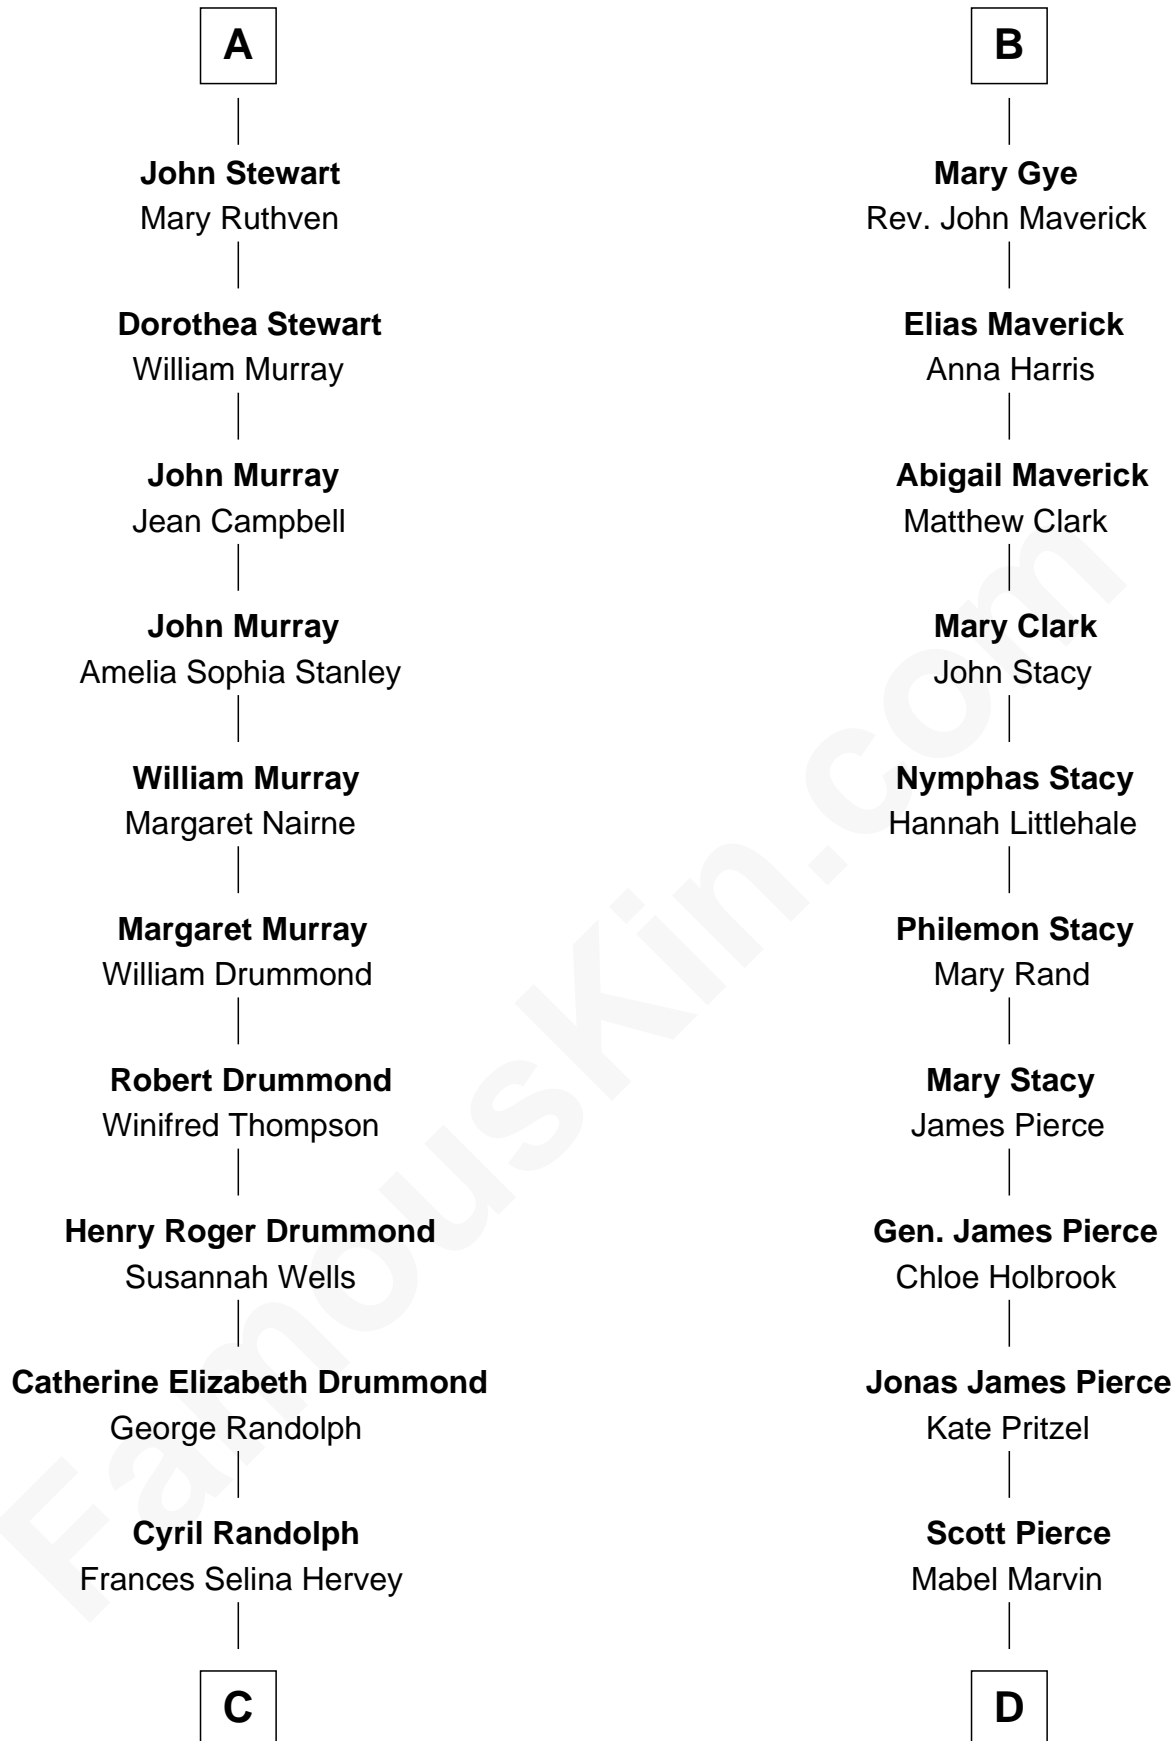 A
John Stewart
Mary Ruthven
Dorothea Stewart
William Murray
John Murray
Jean Campbell
John Murray
Amelia Sophia Stanley
William Murray
Margaret Nairne
Margaret Murray
William Drummond
Robert Drummond
Winifred Thompson
Henry Roger Drummond
Susannah Wells
Catherine Elizabeth Drummond
George Randolph
Cyril Randolph
Frances Selina Hervey
C
B
Mary Gye
Rev. John Maverick
Elias Maverick
Anna Harris
Abigail Maverick
Matthew Clark
Mary Clark
John Stacy
Nymphas Stacy
Hannah Littlehale
Philemon Stacy
Mary Rand
Mary Stacy
James Pierce
Gen. James Pierce
Chloe Holbrook
Jonas James Pierce
Kate Pritzel
Scott Pierce
Mabel Marvin
D
FamousKin.com